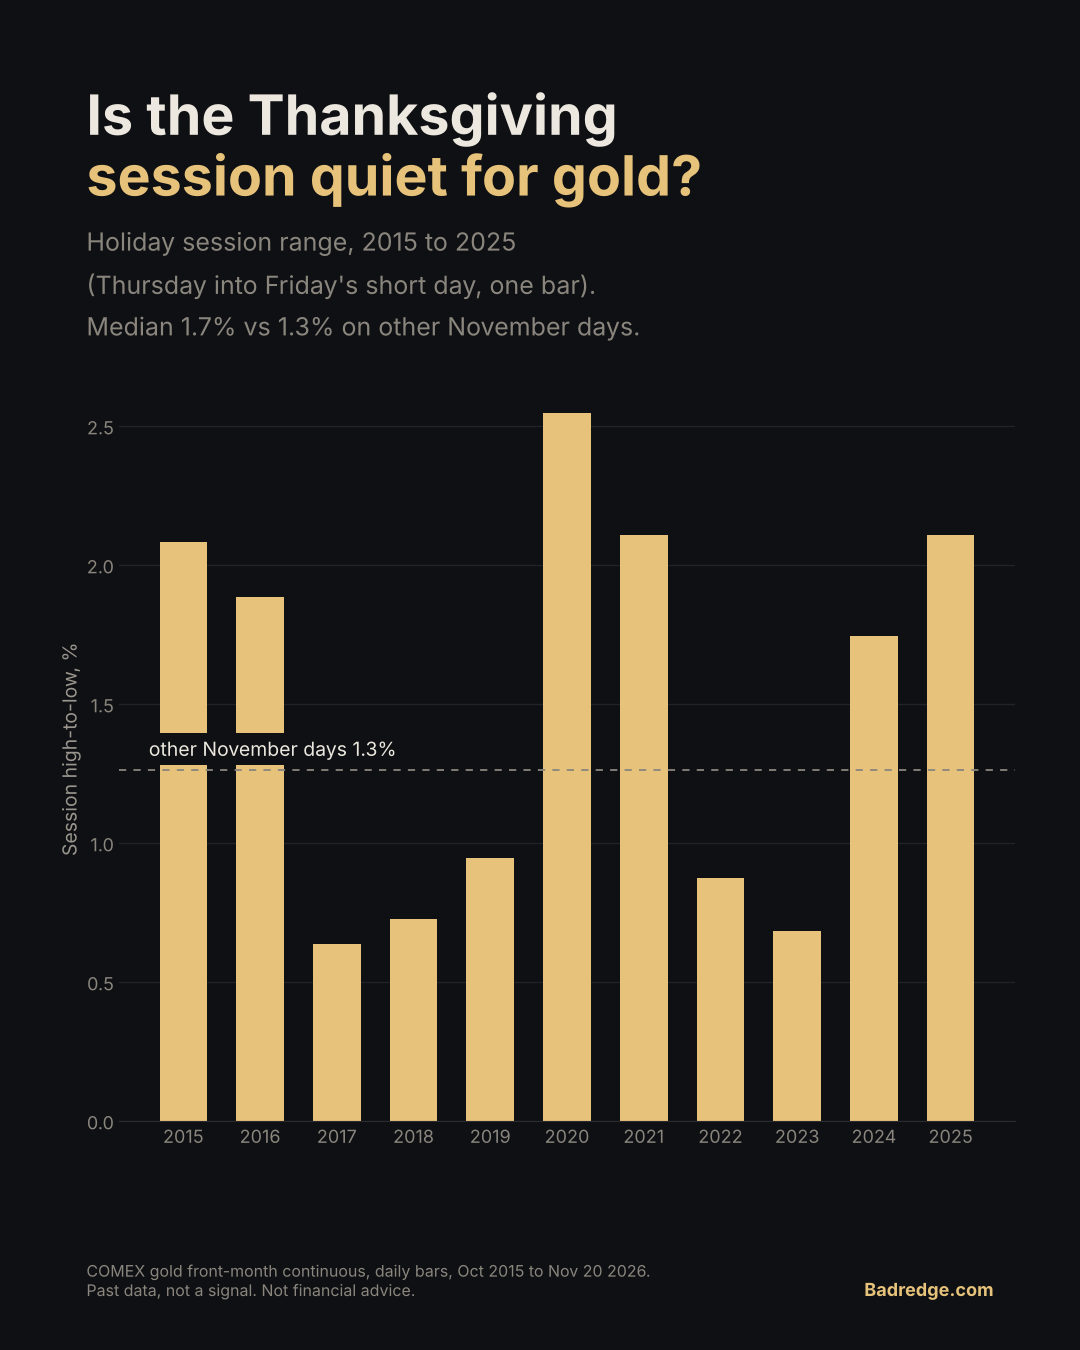 Is the Thanksgiving
session quiet for gold?
Holiday session range, 2015 to 2025
(Thursday into Friday's short day, one bar).
Median 1.7% vs 1.3% on other November days.
Session high-to-low, %
2.5
2.0
1.5
other November days 1.3%
1.0
0.5
0.0
2015 2016 2017 2018 2019 2020 2021 2022 2023 2024 2025
COMEX gold front-month continuous, daily bars, Oct 2015 to Nov 20 2026.
Past data, not a signal. Not financial advice.
Badredge.com